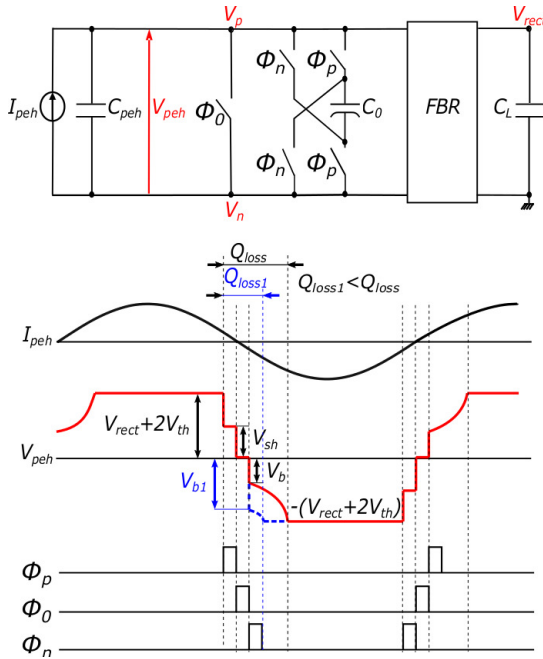 V_p
V_rect
Φ_n Φ_p
I_peh C_peh V_peh Φ_0 C_0 FBR C_L
Φ_n Φ_p
V_n
Q_loss
Q_loss1 Q_loss1<Q_loss
I_peh
V_rect+2V_th V_sh
V_peh
V_b
V_b1
-(V_rect+2V_th)
Φ_p
Φ_0
Φ_n